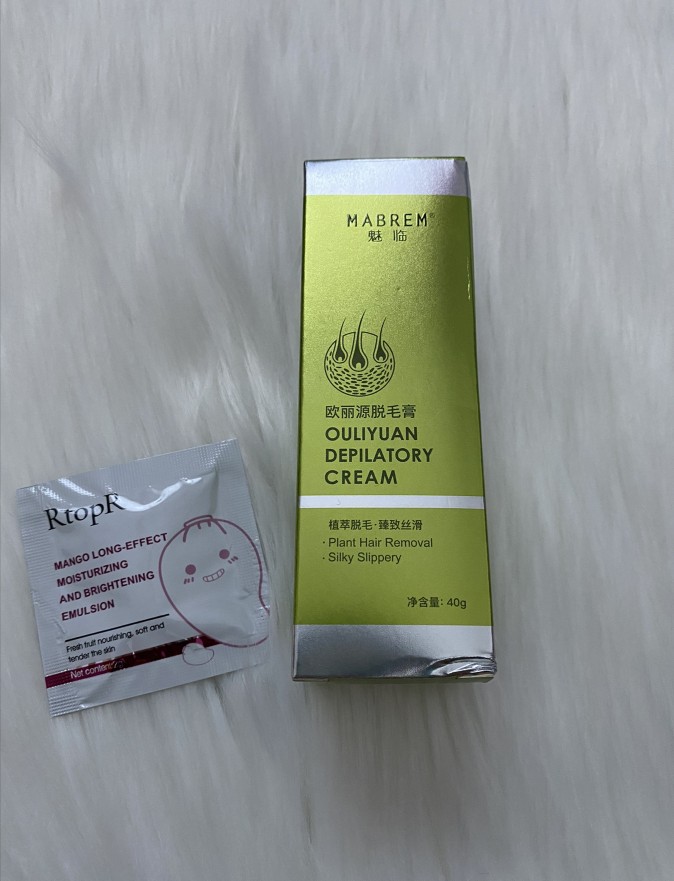 MABREM®
魅临
欧丽源脱毛膏
OULIYUAN
DEPILATORY
CREAM
植萃脱毛·臻致丝滑
· Plant Hair Removal
· Silky Slippery
净含量: 40g
RtopR
MANGO LONG-EFFECT
MOISTURIZING
AND BRIGHTENING
EMULSION
Fresh fruit nourishing, soft and
tender the skin
Net content